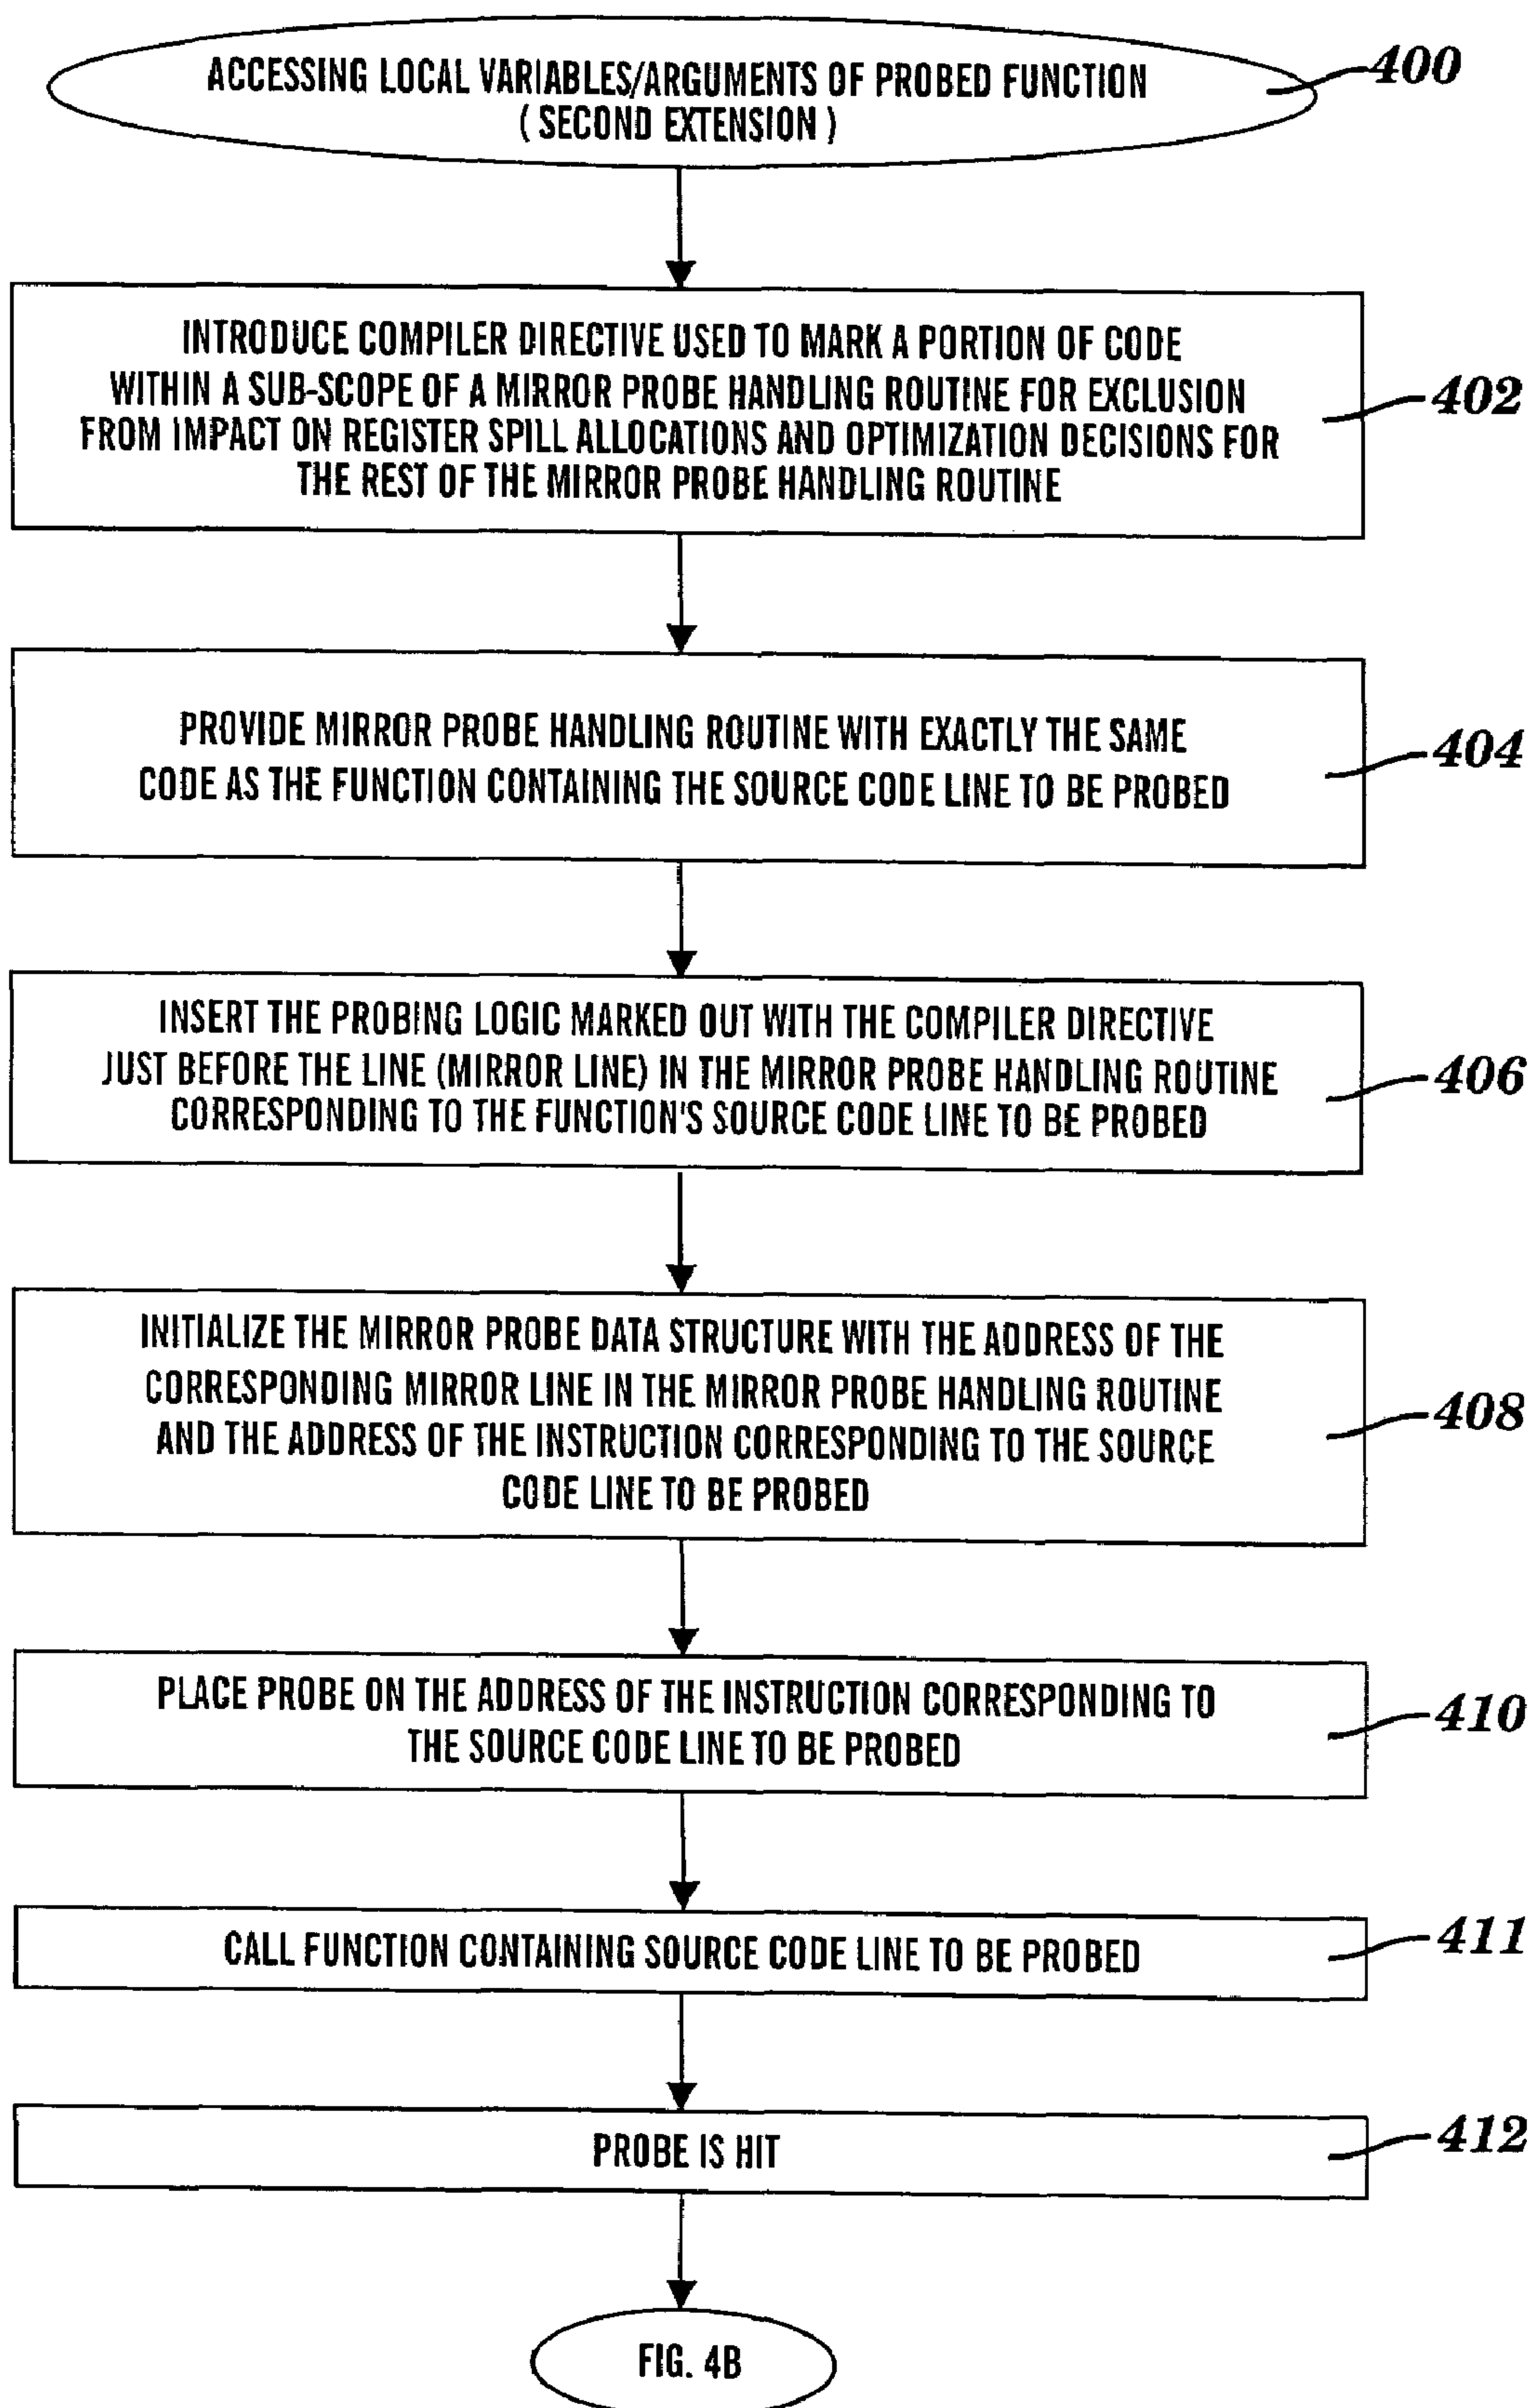 ACCESSING LOCAL VARIABLES/ARGUMENTS OF PROBED FUNCTION
( SECOND EXTENSION )
400
INTRODUCE COMPILER DIRECTIVE USED TO MARK A PORTION OF CODE
WITHIN A SUB-SCOPE OF A MIRROR PROBE HANDLING ROUTINE FOR EXCLUSION
FROM IMPACT ON REGISTER SPILL ALLOCATIONS AND OPTIMIZATION DECISIONS FOR
THE REST OF THE MIRROR PROBE HANDLING ROUTINE
402
PROVIDE MIRROR PROBE HANDLING ROUTINE WITH EXACTLY THE SAME
CODE AS THE FUNCTION CONTAINING THE SOURCE CODE LINE TO BE PROBED
404
INSERT THE PROBING LOGIC MARKED OUT WITH THE COMPILER DIRECTIVE
JUST BEFORE THE LINE (MIRROR LINE) IN THE MIRROR PROBE HANDLING ROUTINE
CORRESPONDING TO THE FUNCTION'S SOURCE CODE LINE TO BE PROBED
406
INITIALIZE THE MIRROR PROBE DATA STRUCTURE WITH THE ADDRESS OF THE
CORRESPONDING MIRROR LINE IN THE MIRROR PROBE HANDLING ROUTINE
AND THE ADDRESS OF THE INSTRUCTION CORRESPONDING TO THE SOURCE
CODE LINE TO BE PROBED
408
PLACE PROBE ON THE ADDRESS OF THE INSTRUCTION CORRESPONDING TO
THE SOURCE CODE LINE TO BE PROBED
410
CALL FUNCTION CONTAINING SOURCE CODE LINE TO BE PROBED
411
PROBE IS HIT
412
FIG. 4B